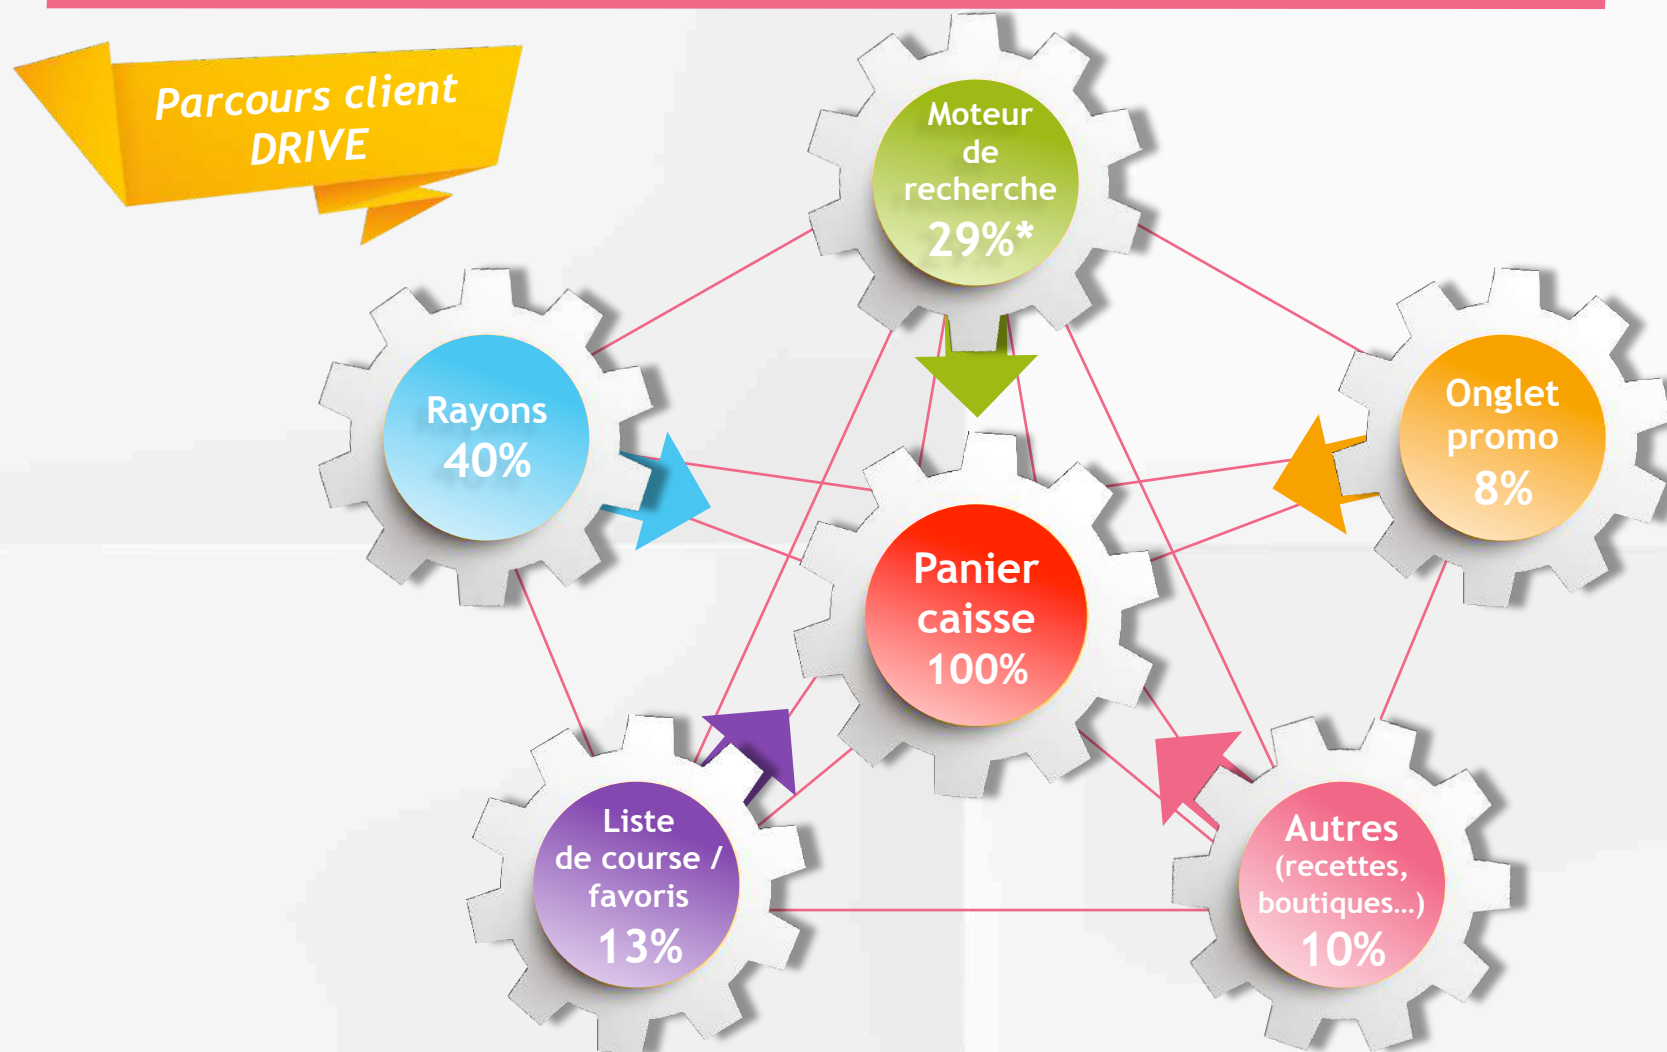 Parcours client
DRIVE
Moteur
de
recherche
29%*
Rayons
40%
Onglet
promo
8%
Panier
caisse
100%
Liste
de course /
favoris
13%
Autres
(recettes,
boutiques…)
10%